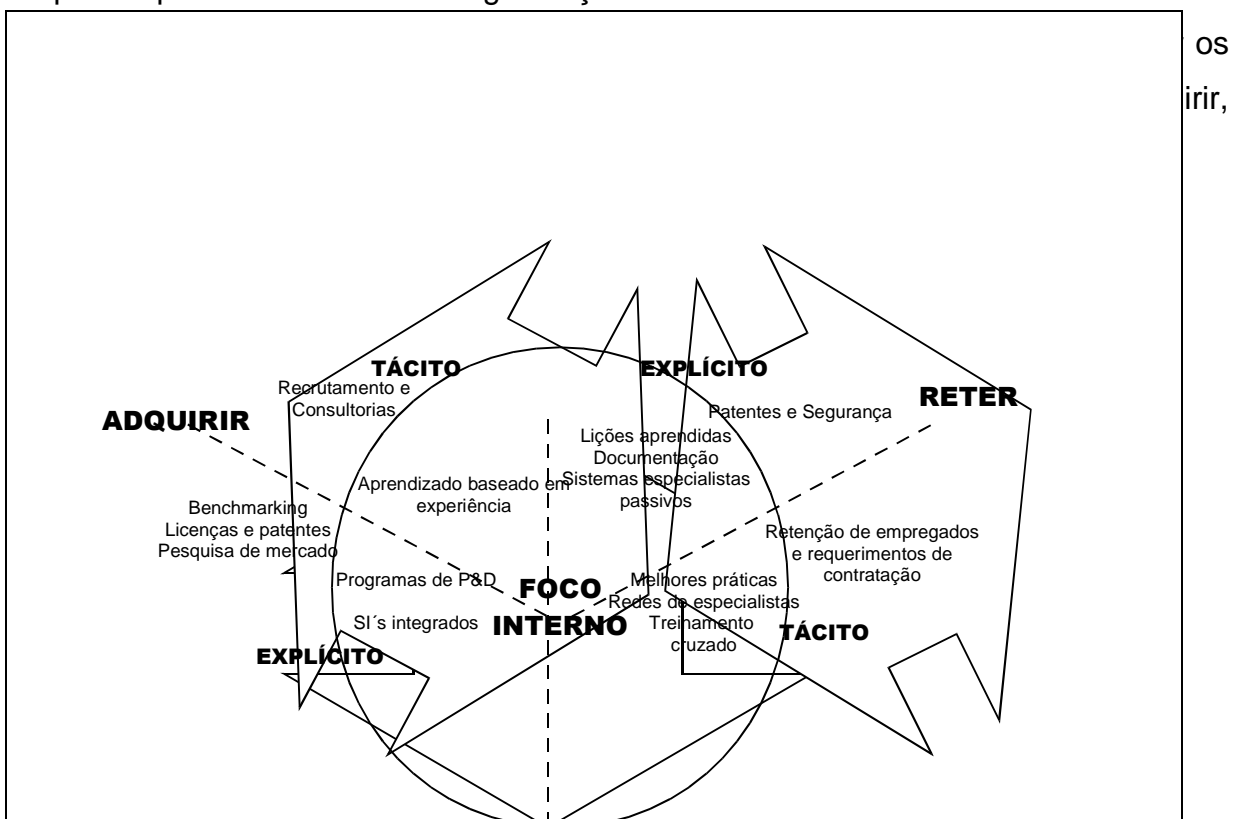 os
irir,
TÁCITO
Recrutamento e
Consultorias
EXPLÍCITO
RETER
Patentes e Segurança
ADQUIRIR
Lições aprendidas
Documentação
Sistemas especialistas
passivos
Aprendizado baseado em
experiência
Benchmarking
Licenças e patentes
Pesquisa de mercado
Retenção de empregados
e requerimentos de
contratação
Programas de P&D
SI´s integrados
FOCO
INTERNO
Melhores práticas
Redes de especialistas
Treinamento
cruzado
TÁCITO
EXPLÍCITO